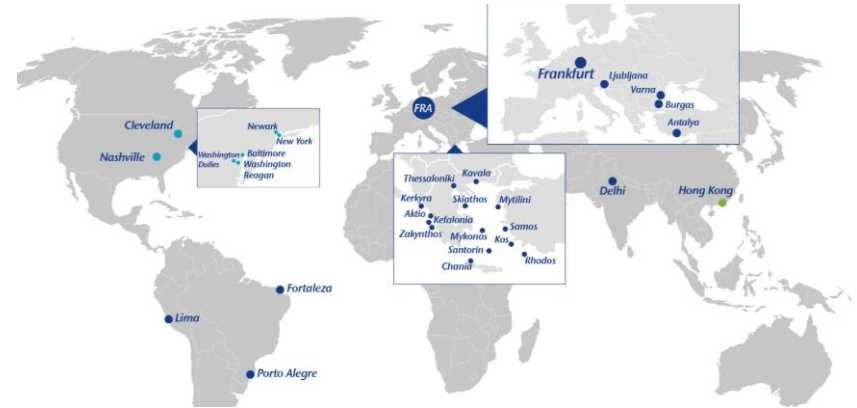 Cleveland
Nashville
Newark
New York
Washington
Dulles
Baltimore
Washington
Reagan
FRA
Frankfurt
Ljubljana
Varna
Burgas
Antalya
Thessaloniki
Kavala
Kerkyra
Skiathos
Mytilini
Aktio
Kefalonia
Zakynthos
Mykonos
Samos
Kos
Santorin
Rhodos
Chania
Delhi
Hong Kong
Fortaleza
Lima
Porto Alegre